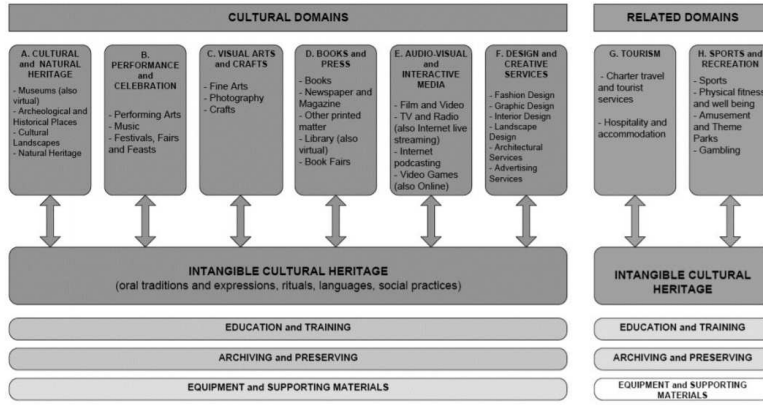 CULTURAL DOMAINS
RELATED DOMAINS
A. CULTURAL
and NATURAL
HERITAGE
- Museums (also
virtual)
- Archeological and
Historical Places
- Cultural
Landscapes
- Natural Heritage
B.
PERFORMANCE
and
CELEBRATION
- Performing Arts
- Music
- Festivals, Fairs
and Feasts
C. VISUAL ARTS
and CRAFTS
- Fine Arts
- Photography
- Crafts
D. BOOKS and
PRESS
- Books
- Newspaper and
Magazine
- Other printed
matter
- Library (also
virtual)
- Book Fairs
E. AUDIO-VISUAL
and
INTERACTIVE
MEDIA
- Film and Video
- TV and Radio
(also Internet live
streaming)
- Internet
podcasting
- Video Games
(also Online)
F. DESIGN and
CREATIVE
SERVICES
- Fashion Design
- Graphic Design
- Interior Design
- Landscape
Design
- Architectural
Services
- Advertising
Services
G. TOURISM
- Charter travel
and tourist
services
- Hospitality and
accommodation
H. SPORTS and
RECREATION
- Sports
- Physical fitness
and well being
- Amusement
and Theme
Parks
- Gambling
INTANGIBLE CULTURAL HERITAGE
(oral traditions and expressions, rituals, languages, social practices)
INTANGIBLE CULTURAL
HERITAGE
EDUCATION and TRAINING
EDUCATION and TRAINING
ARCHIVING and PRESERVING
ARCHIVING and PRESERVING
EQUIPMENT and SUPPORTING MATERIALS
EQUIPMENT and SUPPORTING
MATERIALS